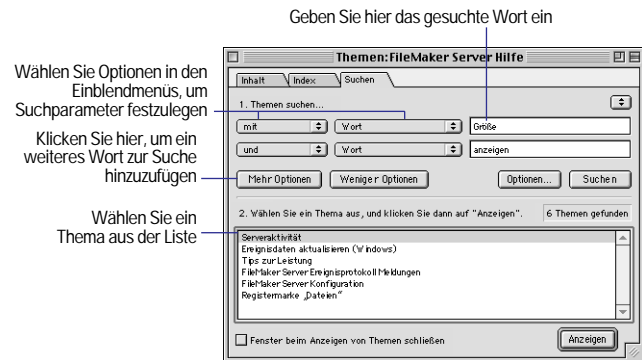 Geben Sie hier das gesuchte Wort ein
Wählen Sie Optionen in den
Einblendmenüs, um
Suchparameter festzulegen
Klicken Sie hier, um ein
weiteres Wort zur Suche
hinzuzufügen
Wählen Sie ein
Thema aus der Liste
Themen:FileMaker Server Hilfe
Inhalt Index Suchen
1. Themen suchen...
mit Wort Größe
und Wort anzeigen
Mehr Optionen Weniger Optionen Optionen... Suchen
2. Wählen Sie ein Thema aus, und klicken Sie dann auf "Anzeigen". 6 Themen gefunden
Serveraktivität
Ereignisdaten aktualisieren (Windows)
Tips zur Leistung
FileMaker Server Ereignisprotokoll Meldungen
FileMaker Server Konfiguration
Registermarke „Dateien“
Fenster beim Anzeigen von Themen schließen Anzeigen